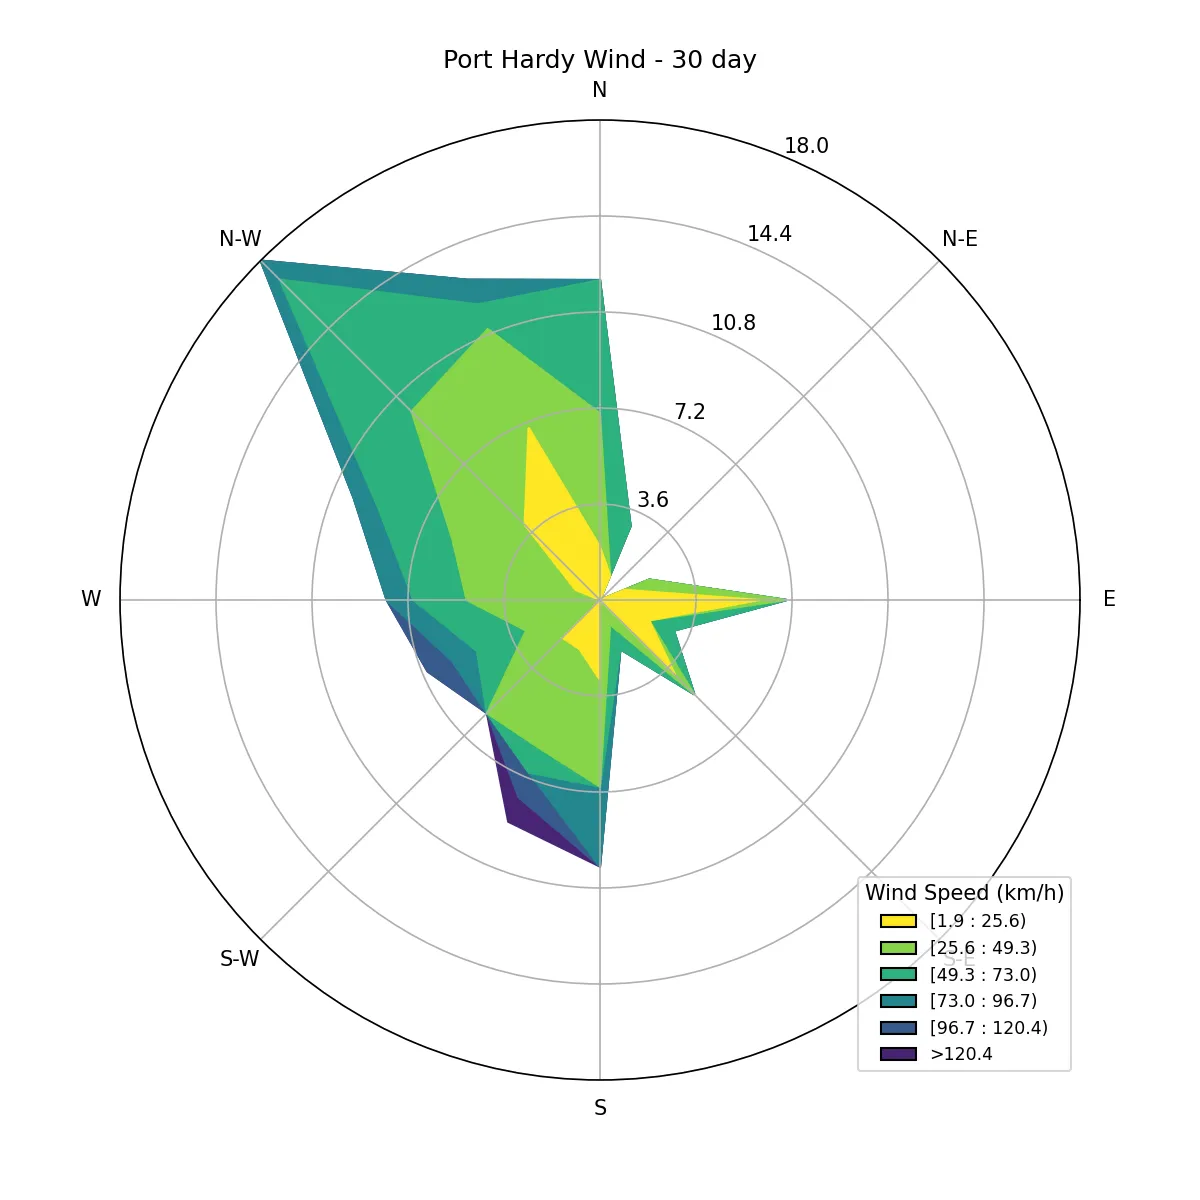 Port Hardy Wind - 30 day
N
18.0
14.4
N-W
N-E
10.8
7.2
3.6
W
E
Wind Speed (km/h)
[1.9 : 25.6)
[25.6 : 49.3)
S-W
S-E
[49.3 : 73.0)
[73.0 : 96.7)
[96.7 : 120.4)
>120.4
S